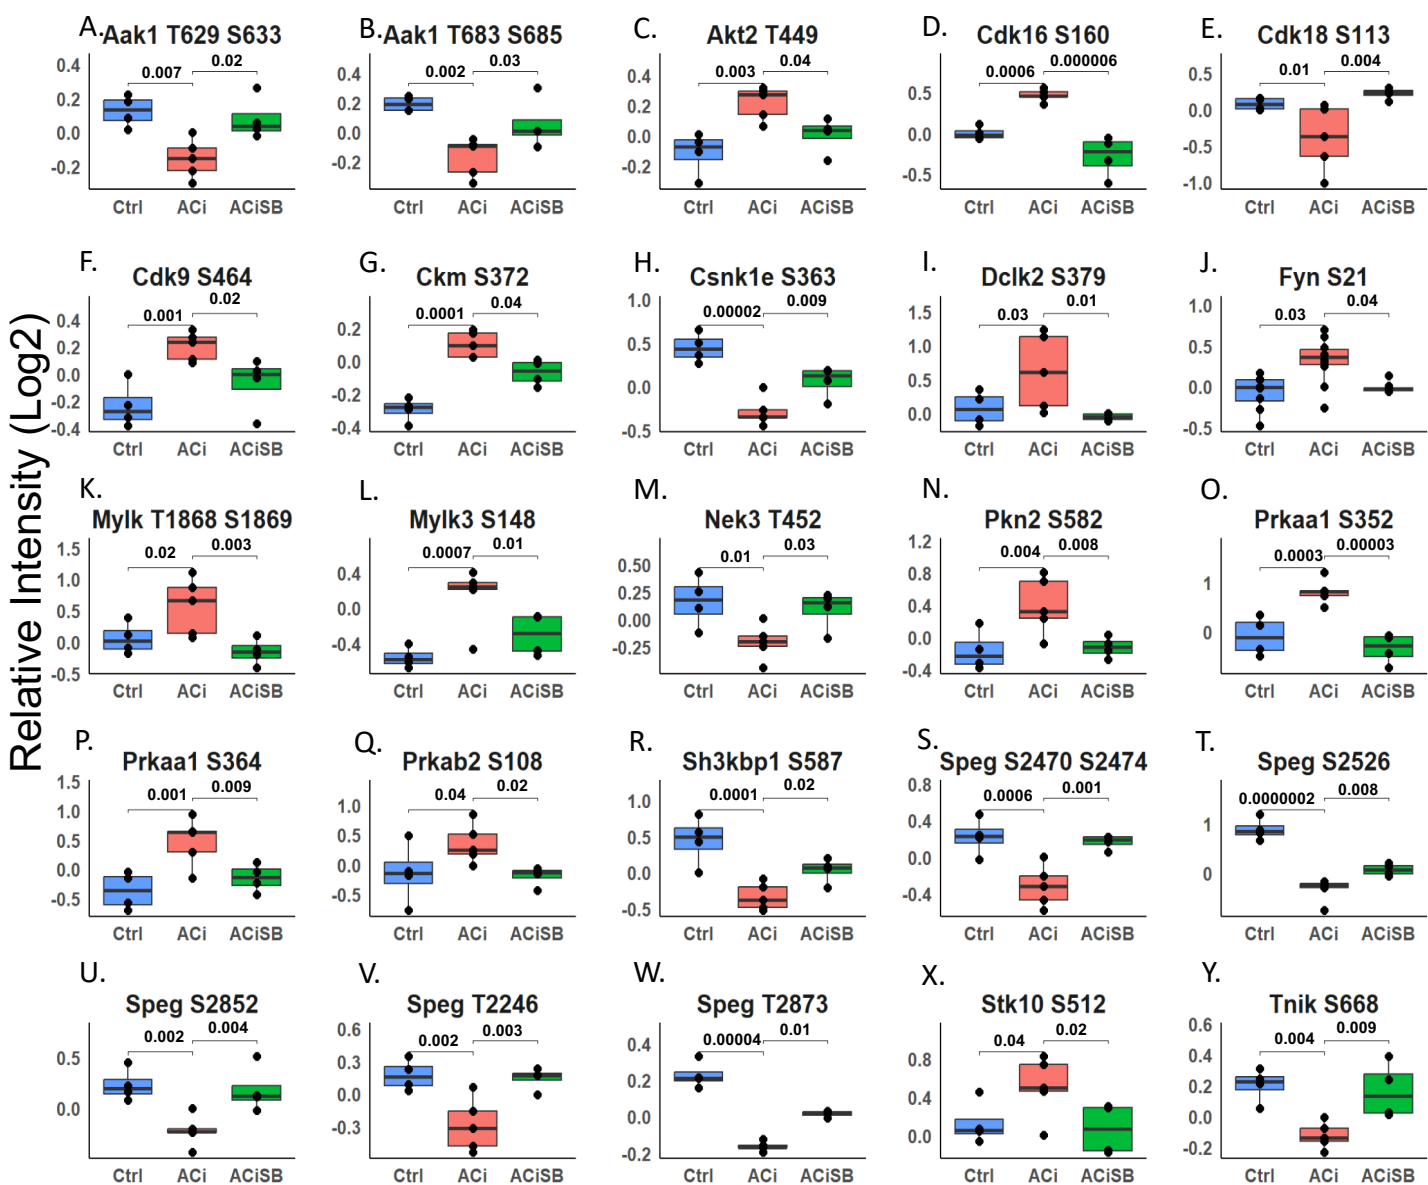 Relative Intensity (Log2)
A. Aak1 T629 S633
0.007
0.02
0.4
0.2
0.0
-0.2
Ctrl ACi ACiSB
B. Aak1 T683 S685
0.002
0.03
0.4
0.2
0.0
-0.2
Ctrl ACi ACiSB
C. Akt2 T449
0.003
0.04
0.4
0.2
0.0
-0.2
Ctrl ACi ACiSB
D. Cdk16 S160
0.0006
0.000006
0.5
0.0
-0.5
Ctrl ACi ACiSB
E. Cdk18 S113
0.01
0.004
0.5
0.0
-0.5
-1.0
Ctrl ACi ACiSB
F. Cdk9 S464
0.001
0.02
0.4
0.2
0.0
-0.2
-0.4
Ctrl ACi ACiSB
G. Ckm S372
0.0001
0.04
0.2
0.0
-0.2
-0.4
Ctrl ACi ACiSB
H. Csnk1e S363
0.00002
0.009
1.0
0.5
0.0
-0.5
Ctrl ACi ACiSB
I. Dclk2 S379
0.03
0.01
1.5
1.0
0.5
0.0
Ctrl ACi ACiSB
J. Fyn S21
0.03
0.04
1.0
0.5
0.0
-0.5
Ctrl ACi ACiSB
K. Mylk T1868 S1869
0.02
0.003
1.5
1.0
0.5
0.0
-0.5
Ctrl ACi ACiSB
L. Mylk3 S148
0.0007
0.01
0.4
0.0
-0.4
Ctrl ACi ACiSB
M. Nek3 T452
0.01
0.03
0.50
0.25
0.00
-0.25
Ctrl ACi ACiSB
N. Pkn2 S582
0.004
0.008
1.2
0.8
0.4
0.0
-0.4
Ctrl ACi ACiSB
O. Prkaa1 S352
0.0003
0.00003
1
0
Ctrl ACi ACiSB
P. Prkaa1 S364
0.001
0.009
1.5
1.0
0.5
0.0
-0.5
Ctrl ACi ACiSB
Q. Prkab2 S108
0.04
0.02
1.0
0.5
0.0
-0.5
Ctrl ACi ACiSB
R. Sh3kbp1 S587
0.0001
0.02
1.0
0.5
0.0
-0.5
Ctrl ACi ACiSB
S. Speg S2470 S2474
0.0006
0.001
0.8
0.4
0.0
-0.4
Ctrl ACi ACiSB
T. Speg S2526
0.0000002
0.008
1
0
Ctrl ACi ACiSB
U. Speg S2852
0.002
0.004
0.5
0.0
Ctrl ACi ACiSB
V. Speg T2246
0.002
0.003
0.6
0.3
0.0
-0.3
Ctrl ACi ACiSB
W. Speg T2873
0.00004
0.01
0.4
0.2
0.0
-0.2
Ctrl ACi ACiSB
X. Stk10 S512
0.04
0.02
0.8
0.4
0.0
Ctrl ACi ACiSB
Y. Tnik S668
0.004
0.009
0.6
0.4
0.2
0.0
-0.2
Ctrl ACi ACiSB